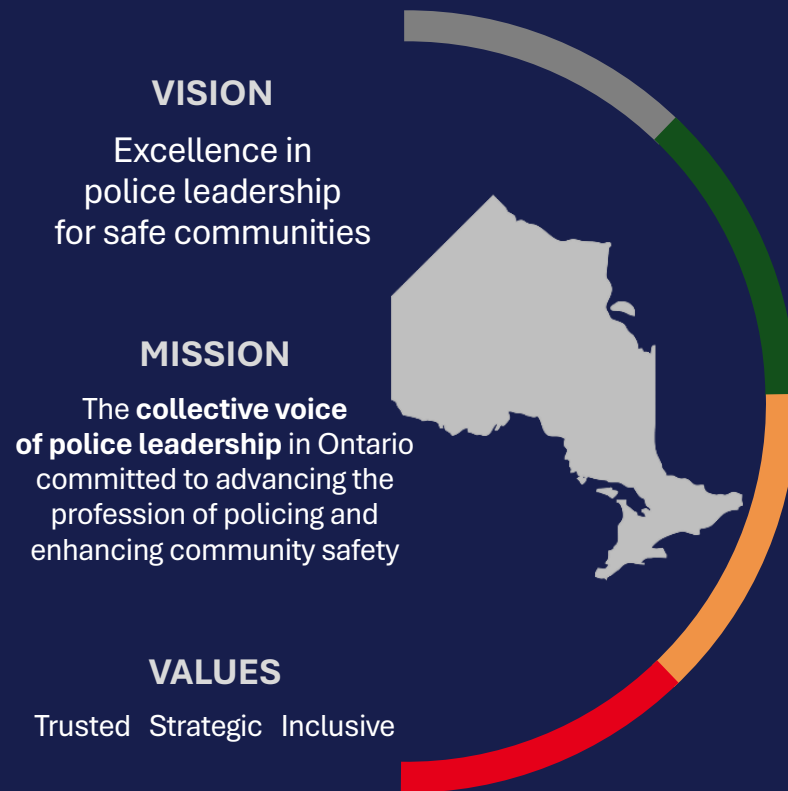 VISION
Excellence in
police leadership
for safe communities
MISSION
The collective voice
of police leadership in Ontario
committed to advancing the
profession of policing and
enhancing community safety
VALUES
Trusted Strategic Inclusive